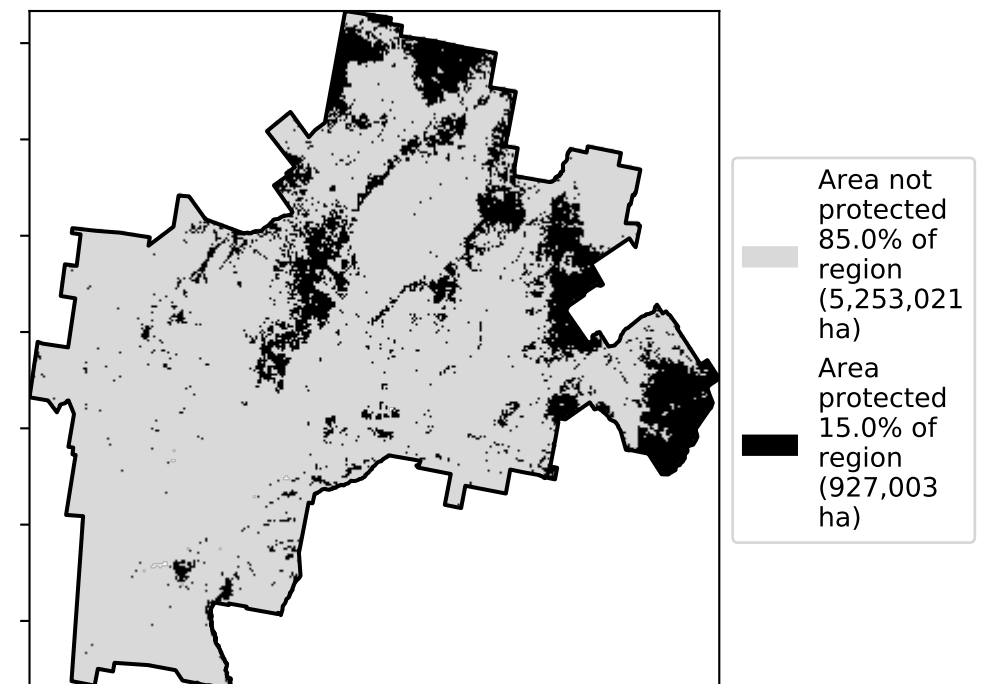 Area not
protected
85.0% of
region
(5,253,021
ha)
Area
protected
15.0% of
region
(927,003
ha)